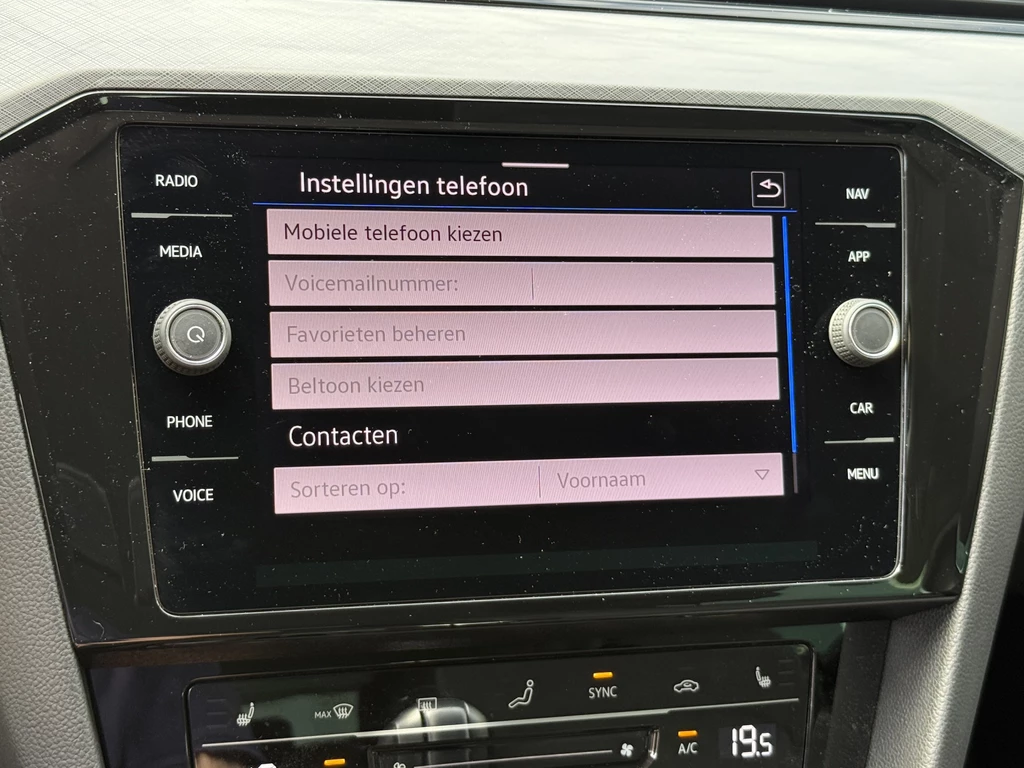 RADIO
MEDIA
PHONE
VOICE
Instellingen telefoon
Mobiele telefoon kiezen
Voicemailnummer:
Favorieten beheren
Beltoon kiezen
Contacten
Sorteren op: Voornaam
NAV
APP
CAR
MENU
MAX
SYNC
A/C
19.5